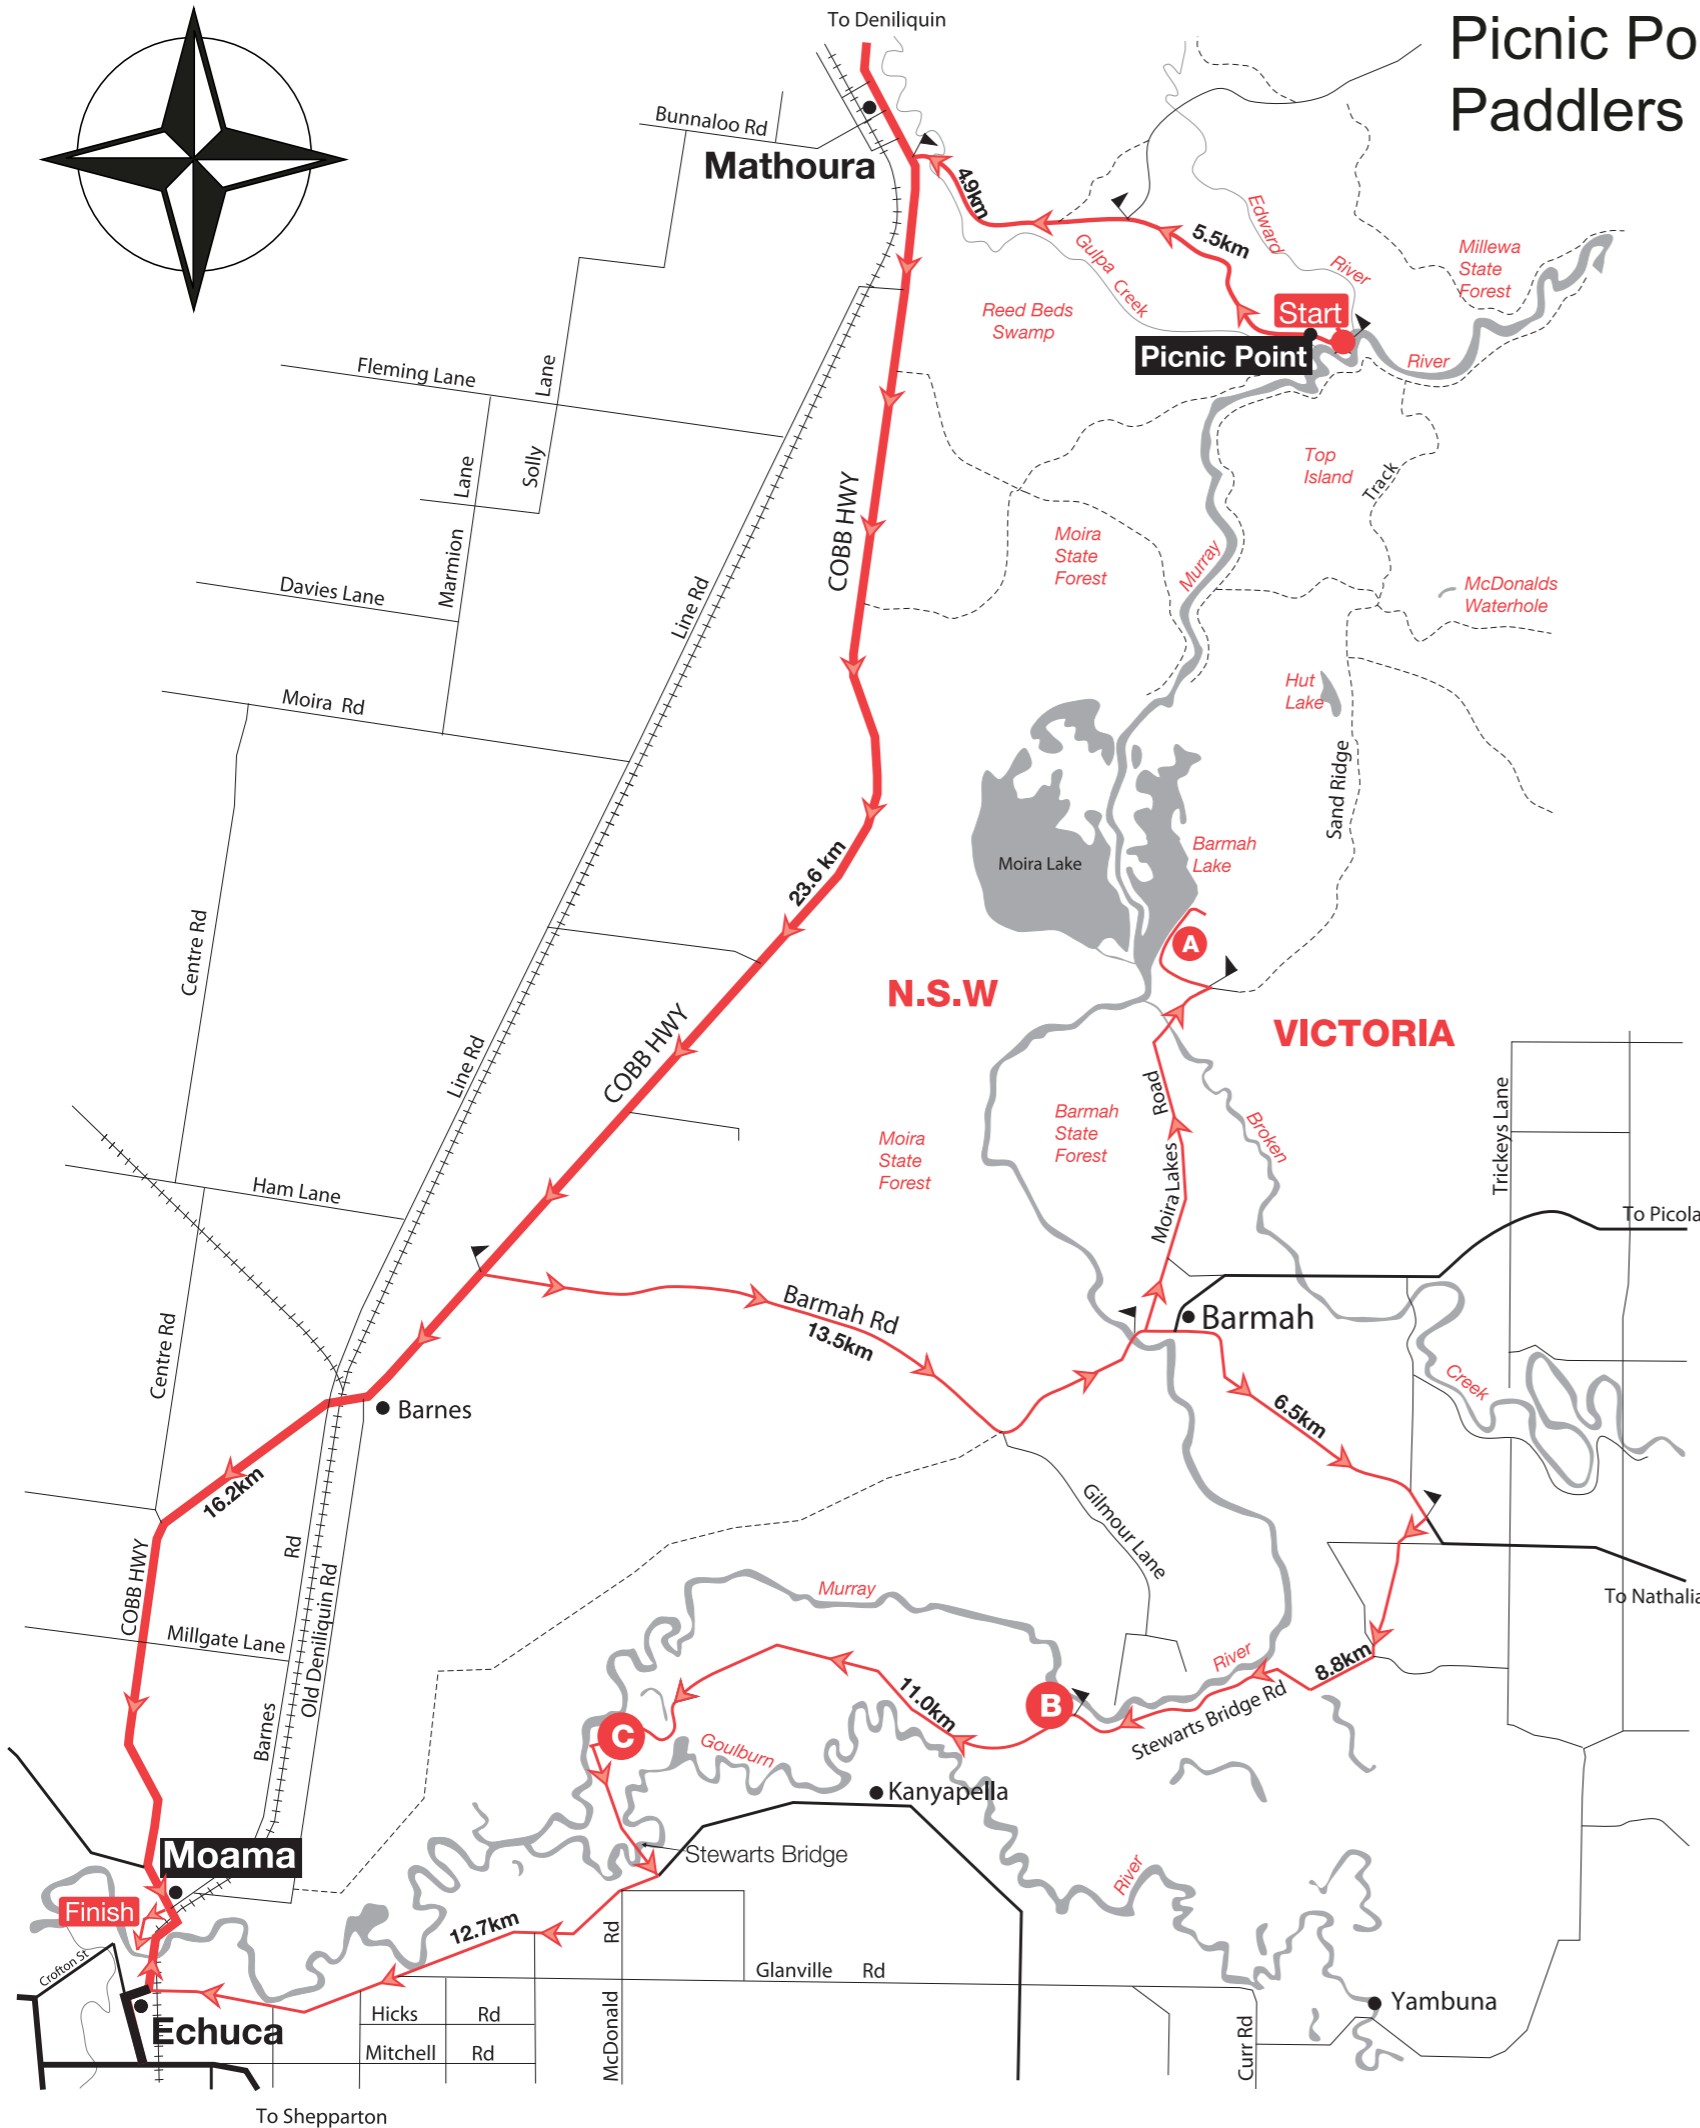 Picnic Po
Paddlers
To Deniliquin
Bunnaloo Rd
Mathoura
4.9km
5.5km
Edward
River
Gulpa Creek
Millewa
State
Forest
Reed Beds
Swamp
Start
Picnic Point
River
Fleming Lane
Lane
Solly
Lane
Marmion
Top
Island
Track
COBB HWY
Moira
State
Forest
Murray
McDonalds
Waterhole
Davies Lane
Line Rd
Hut
Lake
Moira Rd
Sand Ridge
23.6 km
Moira Lake
Barmah
Lake
A
Centre Rd
N.S.W
VICTORIA
COBB HWY
Line Rd
Road
Moira Lakes
Barmah
State
Forest
Broken
Trickeys Lane
Moira
State
Forest
Ham Lane
To Picola
Barmah Rd
13.5km
Barmah
Centre Rd
Barnes
6.5km
Creek
16.2km
Gilmour Lane
COBB HWY
Rd
Old Deniliquin Rd
Murray
To Nathalia
Millgate Lane
Barnes
River
8.8km
Stewarts Bridge Rd
11.0km
B
C
Goulburn
Kanyapella
Moama
Stewarts Bridge
River
Finish
12.7km
Rd
McDonald
Crofton St
Glanville Rd
Echuca
Hicks Rd
Mitchell Rd
Curr Rd
Yambuna
To Shepparton